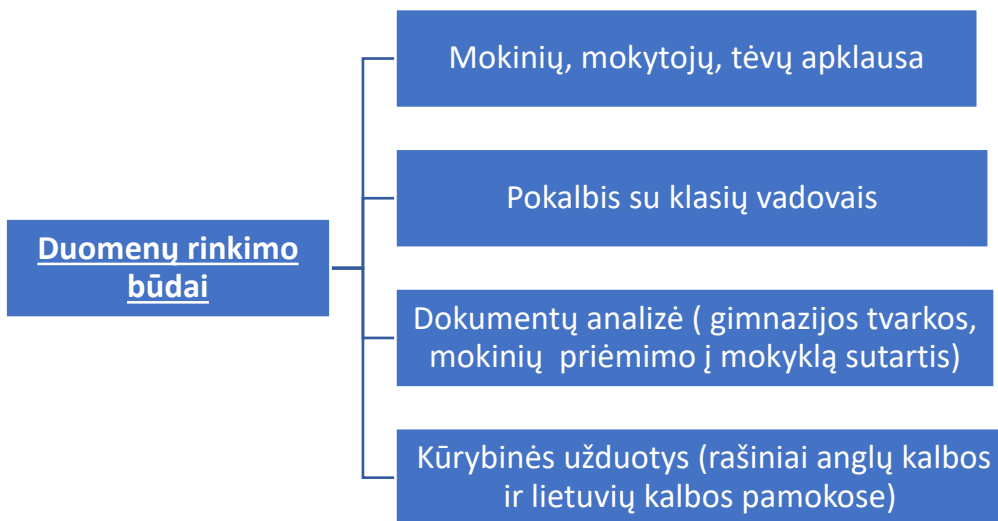 Duomenų rinkimo
būdai
Mokinių, mokytojų, tėvų apklausa
Pokalbis su klasių vadovais
Dokumentų analizė ( gimnazijos tvarkos,
mokinių  priėmimo į mokyklą sutartis)
Kūrybinės užduotys (rašiniai anglų kalbos
ir lietuvių kalbos pamokose)